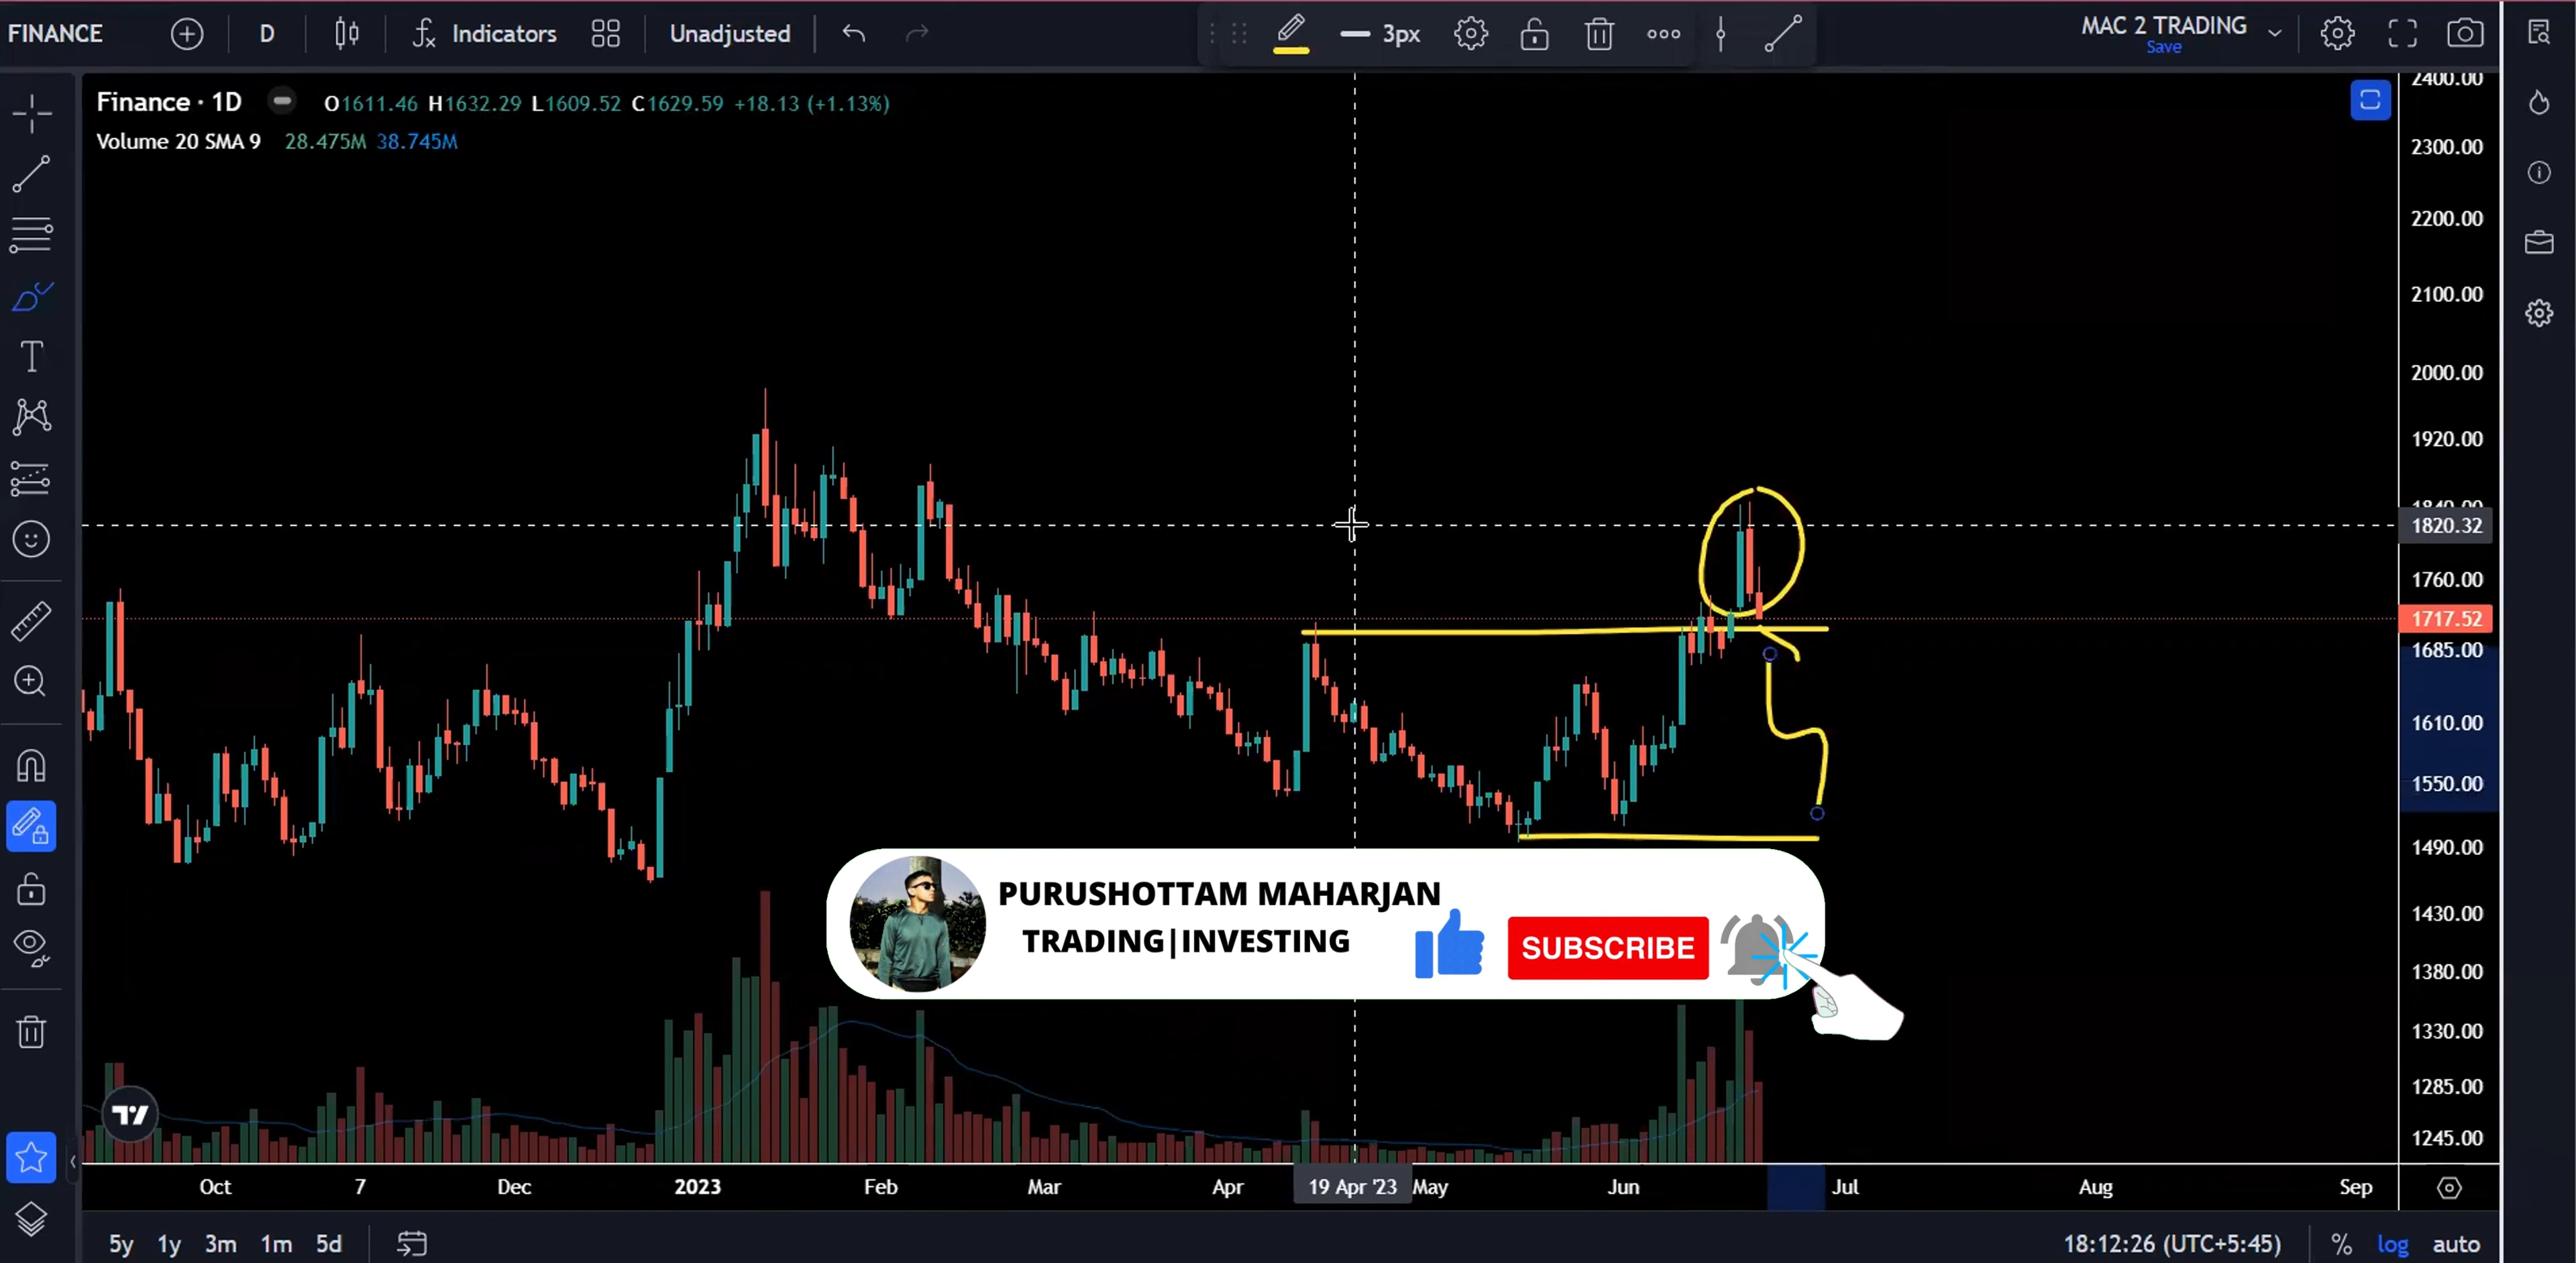 FINANCE D Indicators Unadjusted 3px MAC 2 TRADING
Save
Finance · 1D O1611.46 H1632.29 L1609.52 C1629.59 +18.13 (+1.13%)
Volume 20 SMA 9 28.475M 38.745M
2400.00
2300.00
2200.00
2100.00
2000.00
1920.00
1840.00
1820.32
1760.00
1717.52
1685.00
1610.00
1550.00
1490.00
1430.00
1380.00
1330.00
1285.00
1245.00
PURUSHOTTAM MAHARJAN
TRADING|INVESTING
SUBSCRIBE
Oct 7 Dec 2023 Feb Mar Apr 19 Apr '23 May Jun Jul Aug Sep
5y 1y 3m 1m 5d 18:12:26 (UTC+5:45) % log auto